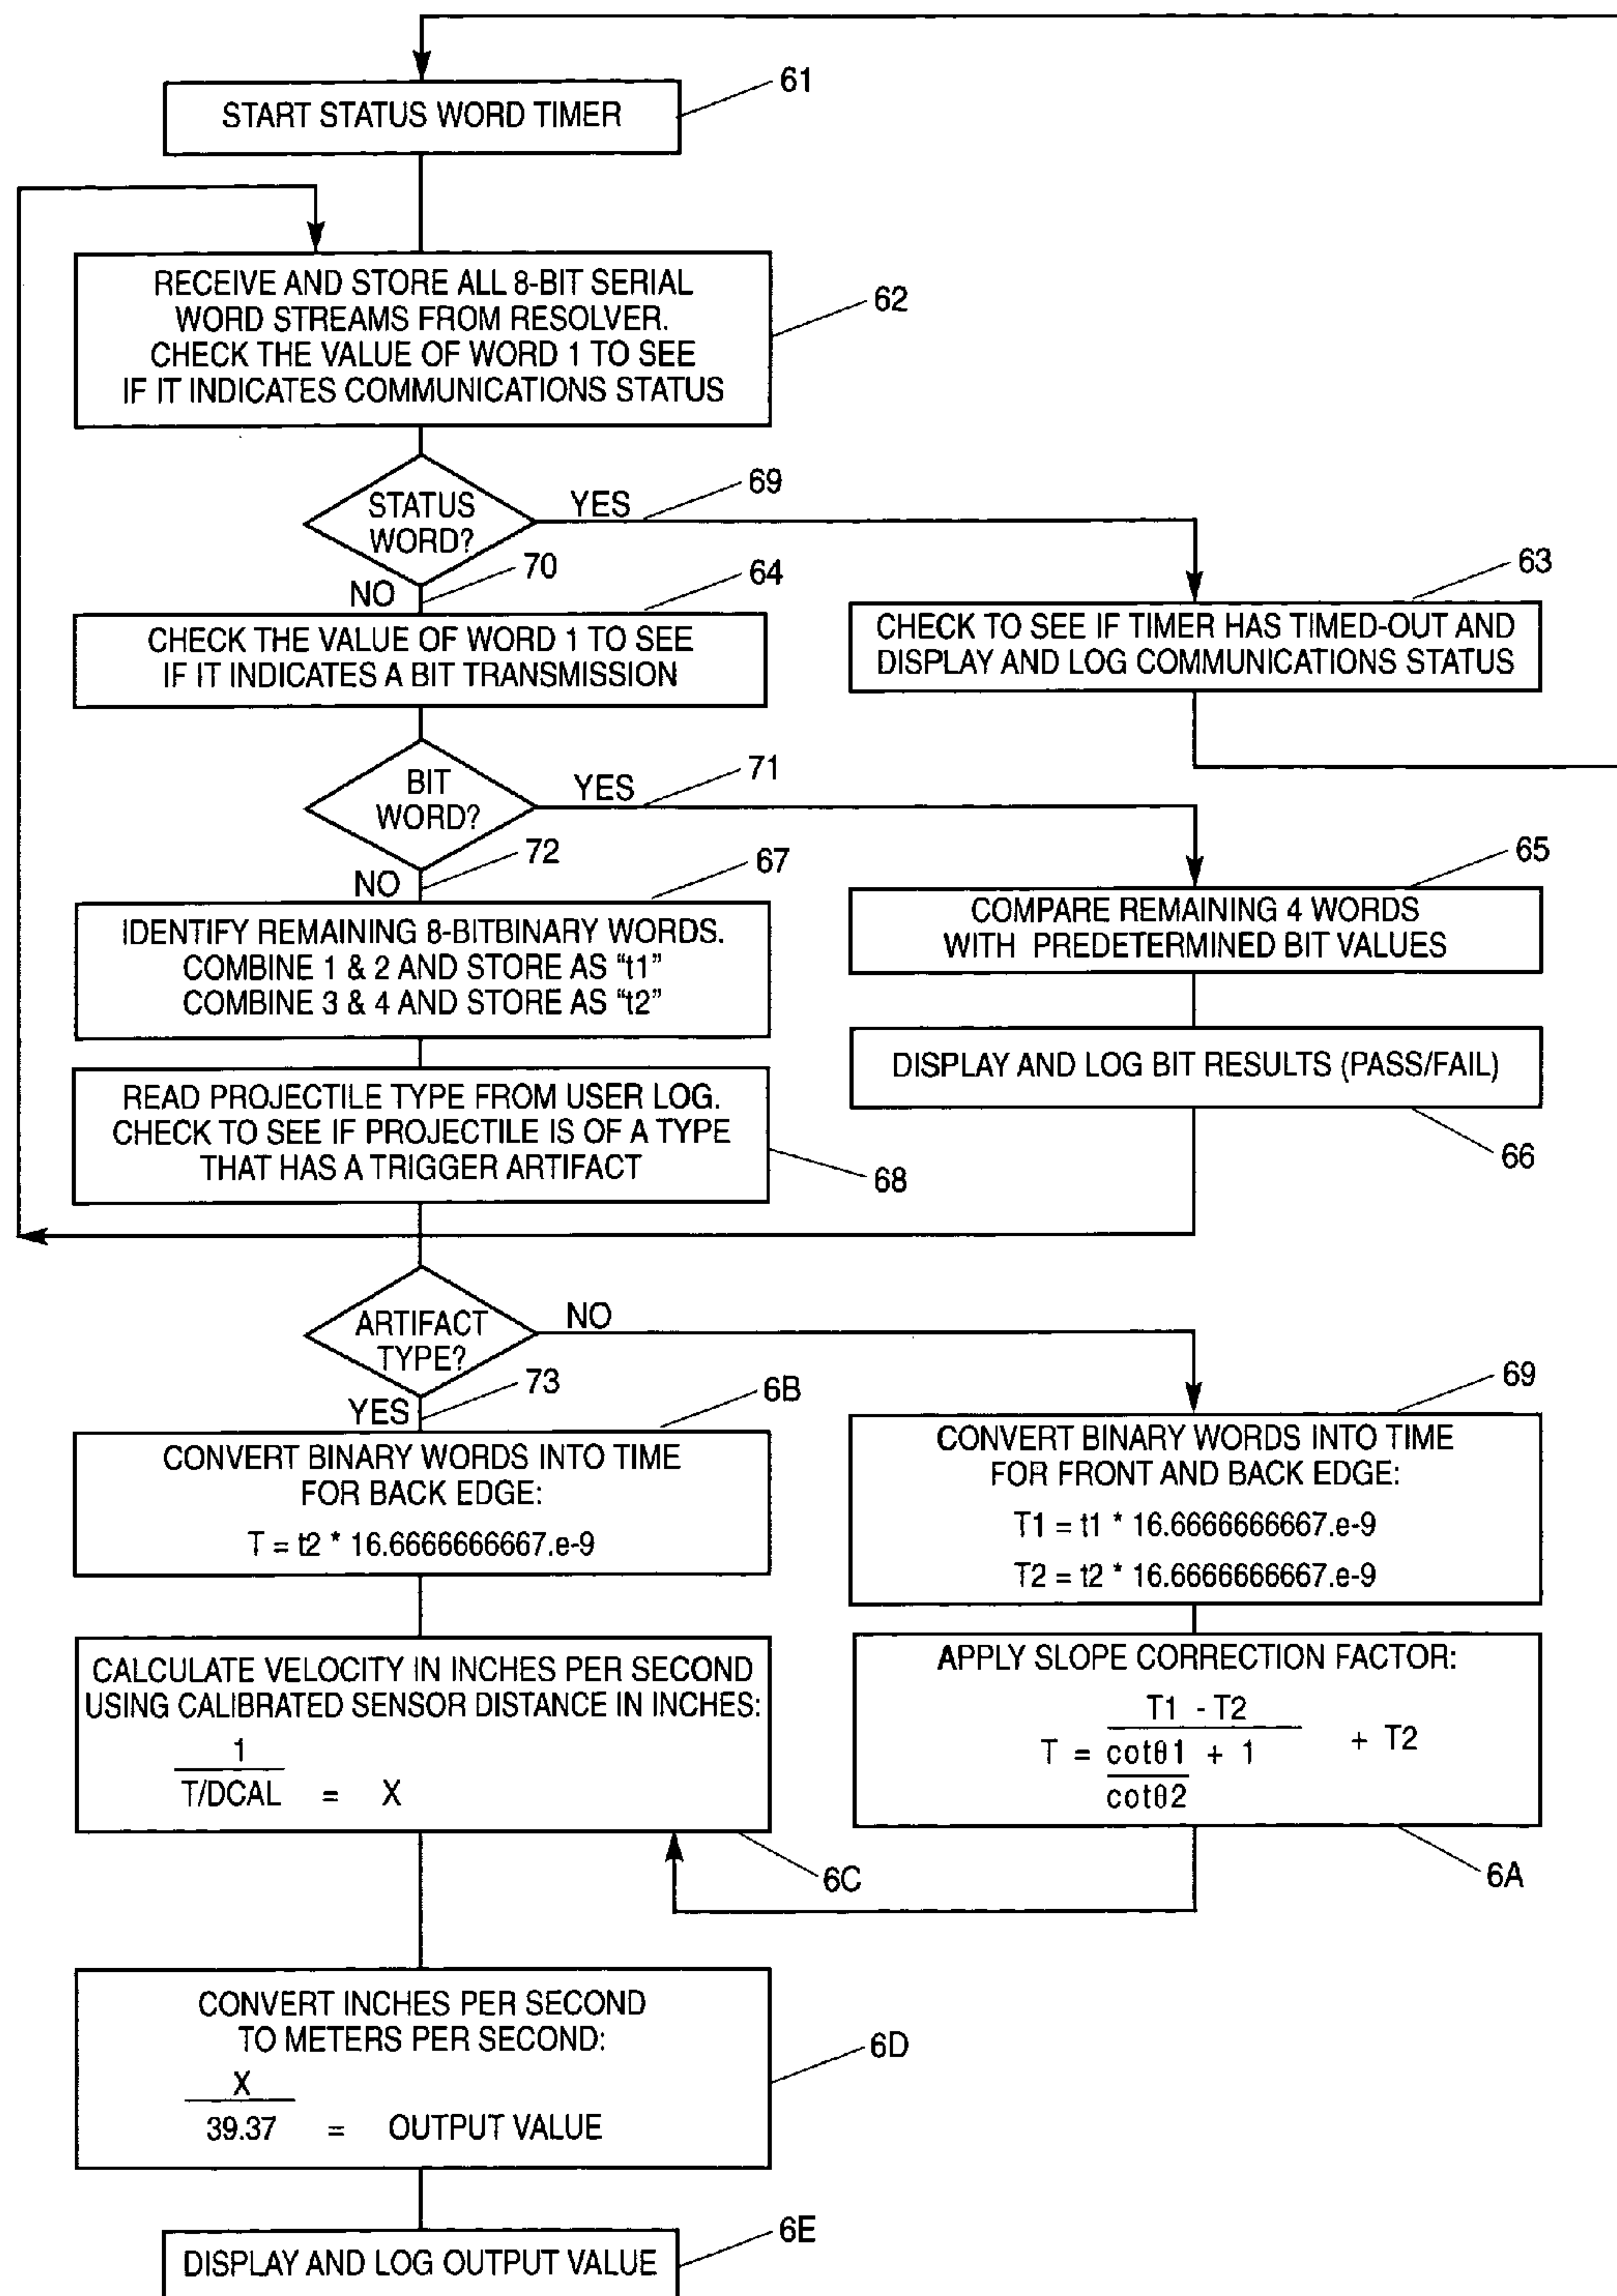 START STATUS WORD TIMER
61
RECEIVE AND STORE ALL 8-BIT SERIAL
WORD STREAMS FROM RESOLVER.
CHECK THE VALUE OF WORD 1 TO SEE
IF IT INDICATES COMMUNICATIONS STATUS
62
STATUS
WORD?
YES
69
NO
70
64
CHECK THE VALUE OF WORD 1 TO SEE
IF IT INDICATES A BIT TRANSMISSION
63
CHECK TO SEE IF TIMER HAS TIMED-OUT AND
DISPLAY AND LOG COMMUNICATIONS STATUS
BIT
WORD?
YES
71
NO
72
67
IDENTIFY REMAINING 8-BITBINARY WORDS.
COMBINE 1 & 2 AND STORE AS “t1”
COMBINE 3 & 4 AND STORE AS “t2”
65
COMPARE REMAINING 4 WORDS
WITH PREDETERMINED BIT VALUES
DISPLAY AND LOG BIT RESULTS (PASS/FAIL)
66
READ PROJECTILE TYPE FROM USER LOG.
CHECK TO SEE IF PROJECTILE IS OF A TYPE
THAT HAS A TRIGGER ARTIFACT
68
ARTIFACT
TYPE?
NO
YES
73
6B
CONVERT BINARY WORDS INTO TIME
FOR BACK EDGE:
T = t2 * 16.6666666667.e-9
69
CONVERT BINARY WORDS INTO TIME
FOR FRONT AND BACK EDGE:
T1 = t1 * 16.6666666667.e-9
T2 = t2 * 16.6666666667.e-9
CALCULATE VELOCITY IN INCHES PER SECOND
USING CALIBRATED SENSOR DISTANCE IN INCHES:
1
T/DCAL = X
6C
APPLY SLOPE CORRECTION FACTOR:
T1 - T2
T = cotθ1 + 1 + T2
cotθ2
6A
CONVERT INCHES PER SECOND
TO METERS PER SECOND:
X
39.37 = OUTPUT VALUE
6D
DISPLAY AND LOG OUTPUT VALUE
6E